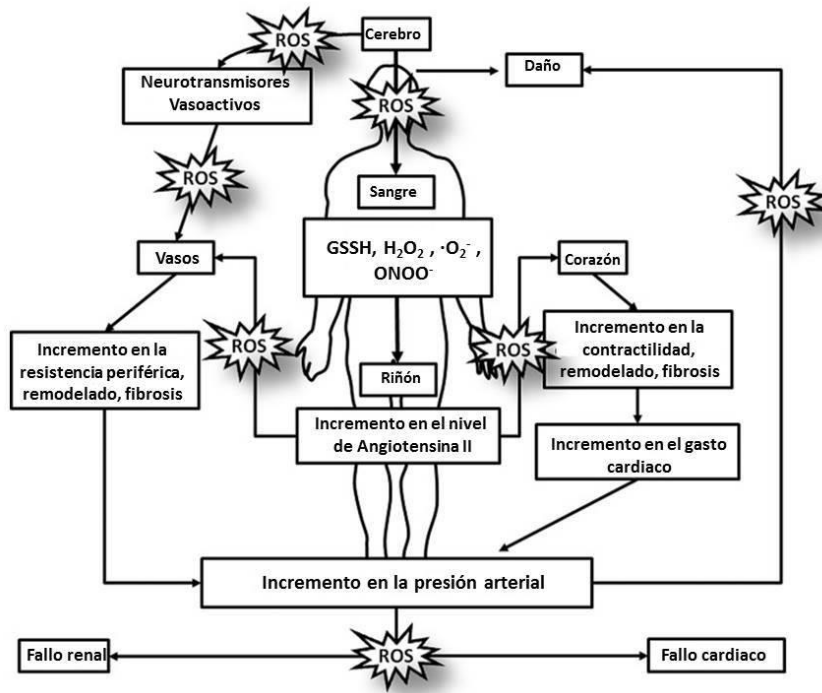 ROS
Cerebro
Neurotransmisores
Vasoactivos
ROS
Daño
ROS
ROS
Sangre
GSSH, H₂O₂ , ·O₂⁻ ,
ONOO⁻
Vasos
Corazón
ROS
ROS
Incremento en la
resistencia periférica,
remodelado, fibrosis
Incremento en la
contractilidad,
remodelado, fibrosis
Riñón
Incremento en el nivel
de Angiotensina II
Incremento en el gasto
cardiaco
Incremento en la presión arterial
Fallo renal
ROS
Fallo cardiaco